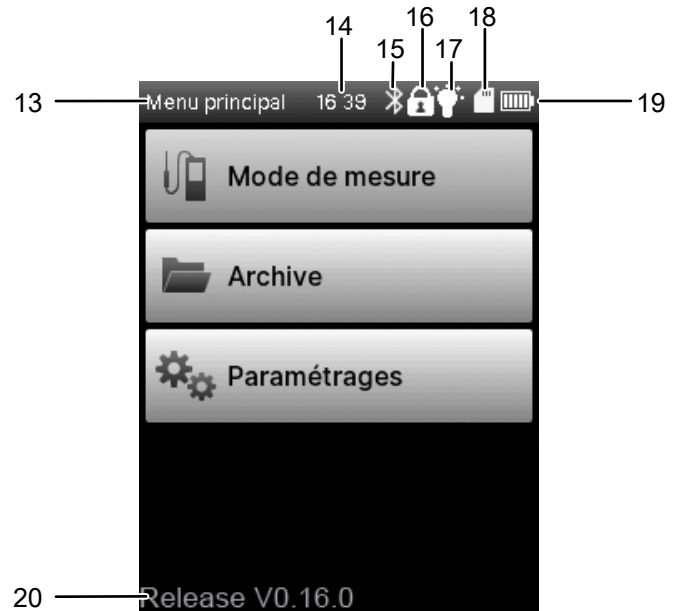 14
15
16
17
18
13
Menu principal 16 39
19
Mode de mesure
Archive
Paramétrages
20
Release V0.16.0